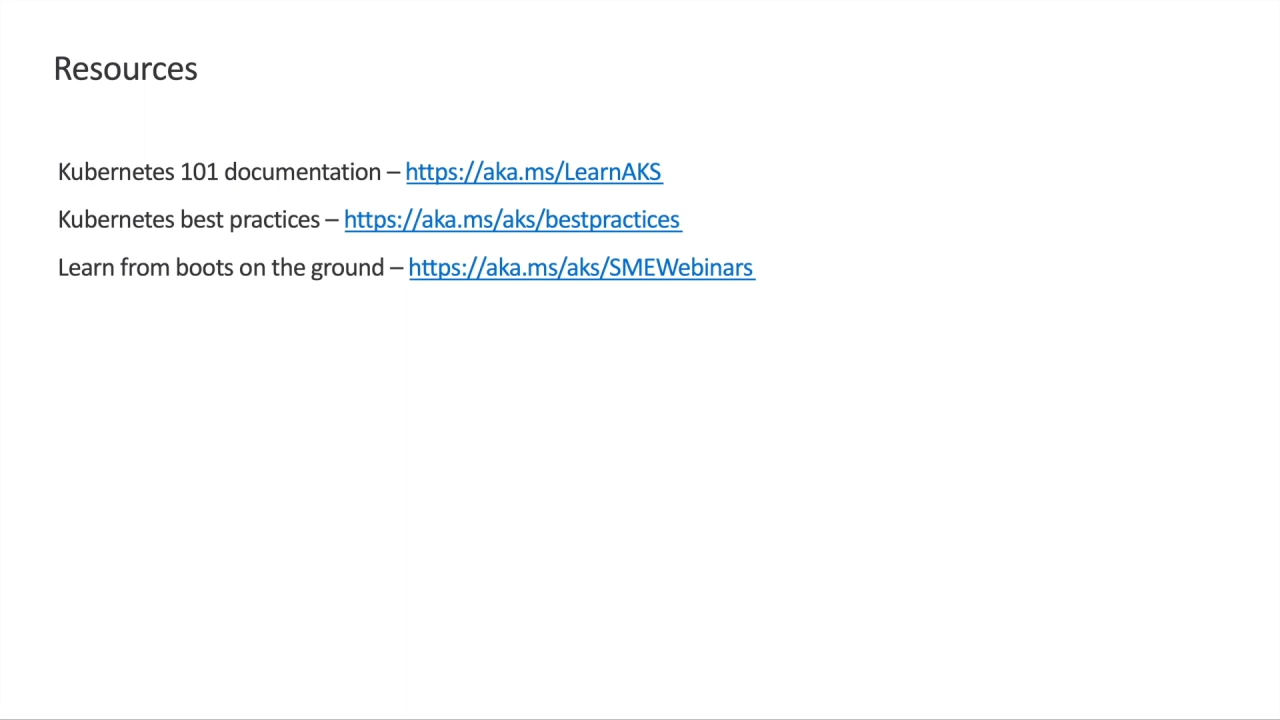 Resources
Kubernetes 101 documentation – https://aka.ms/LearnAKS
Kubernetes best practices – https://aka.ms/aks/bestpractices
Learn from boots on the ground – https://aka.ms/aks/SMEWebinars